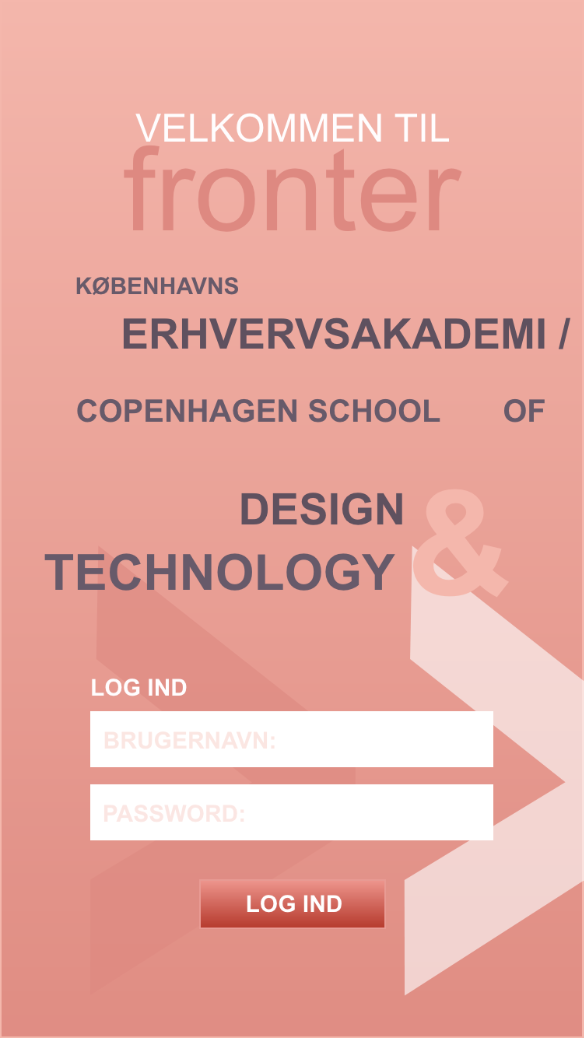 VELKOMMEN TIL
fronter
KØBENHAVNS
ERHVERVSAKADEMI /
COPENHAGEN SCHOOL OF
DESIGN &
TECHNOLOGY
LOG IND
BRUGERNAVN:
PASSWORD:
LOG IND